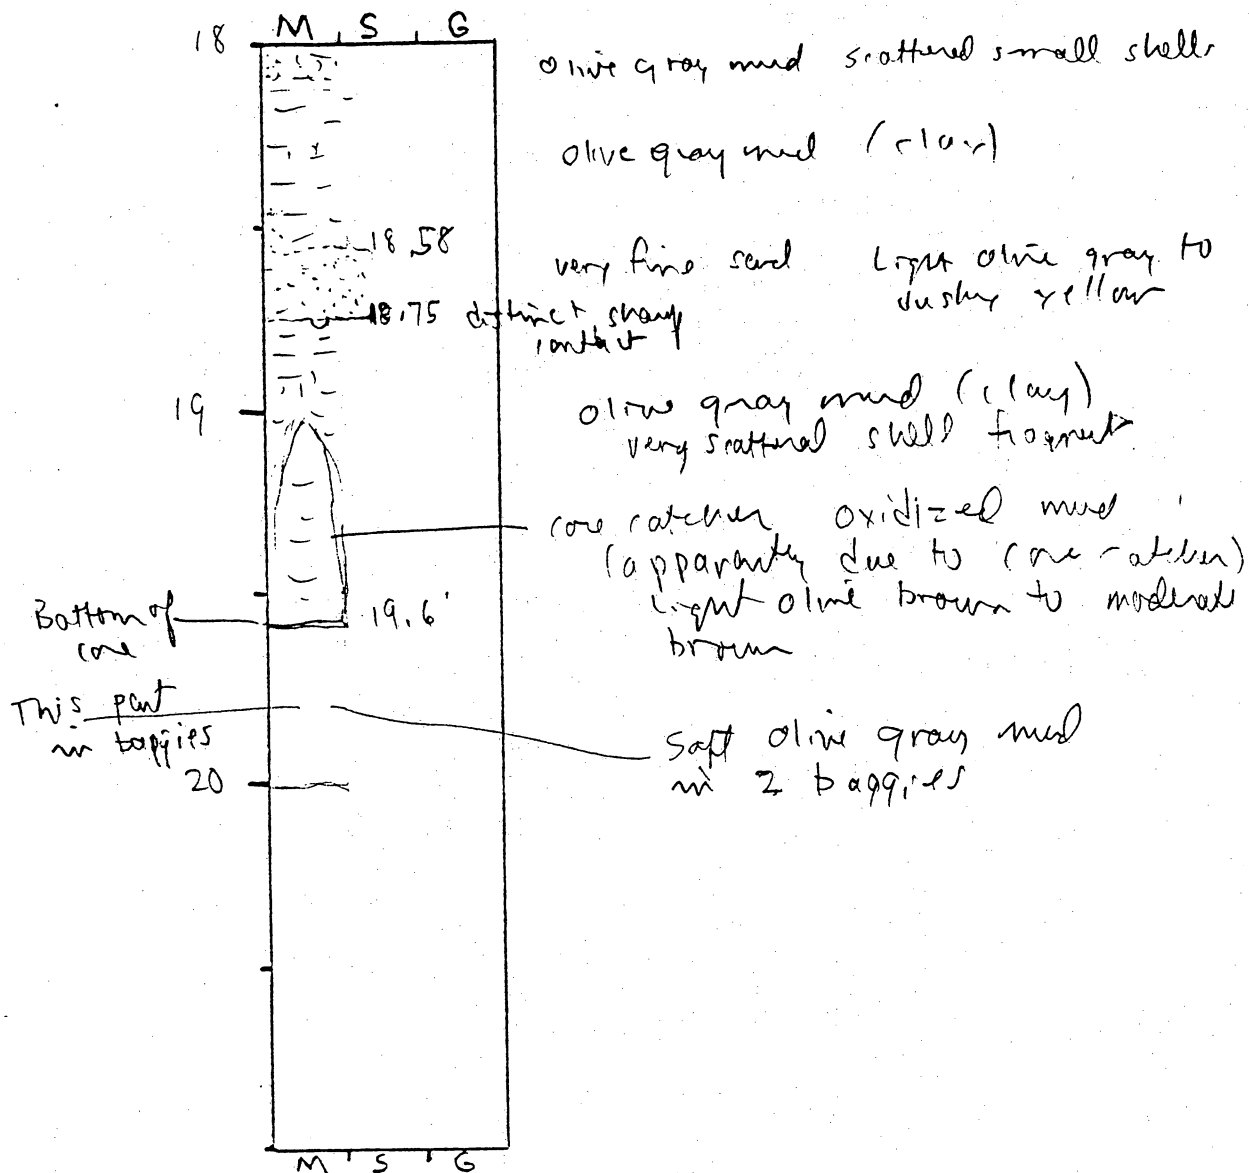 M S G
18
olive gray mud scattered small shells
olive gray mud (clay)
18.58
very fine sand Light olive gray to
dusky yellow
18.75 distinct, sharp
contact
19
olive gray mud (clay)
very scattered shell fragments
core catcher oxidized mud
(apparently due to core catcher)
Light olive brown to moderate
brown
Bottom of
core
19.6'
This part
in baggies
Soft olive gray mud
in 2 baggies
20
M S G